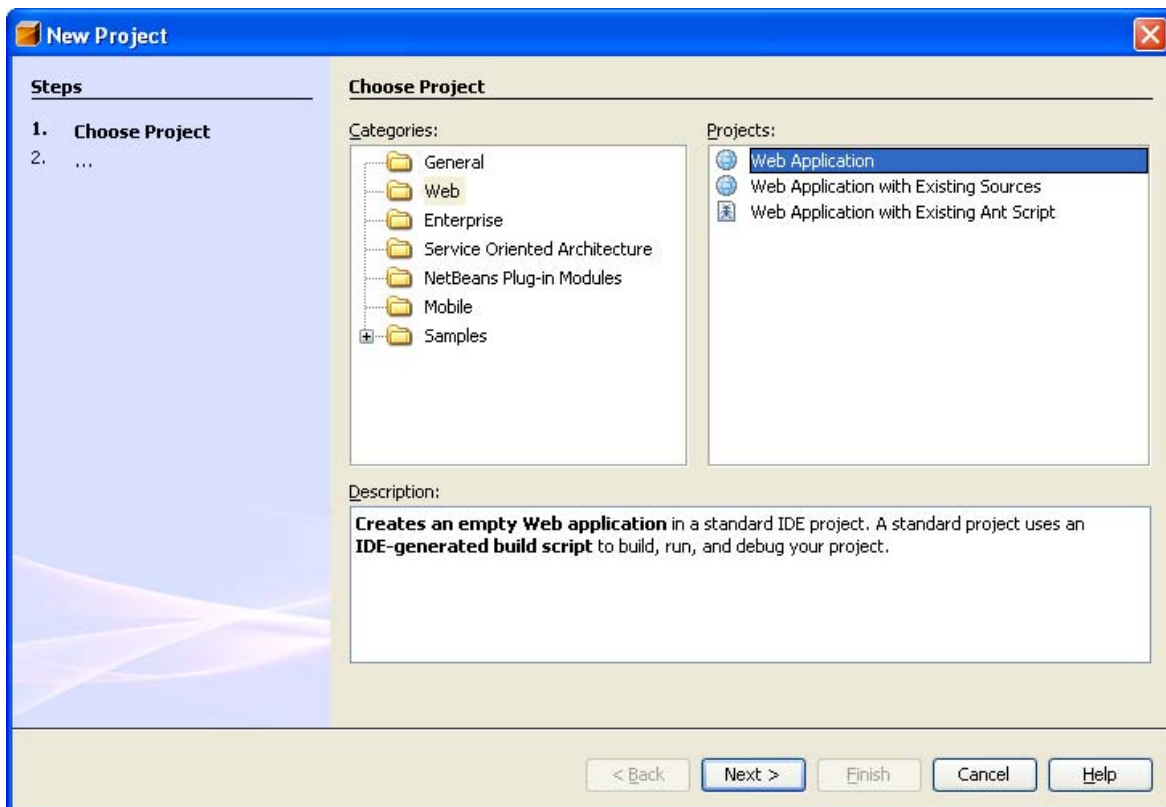 New Project
Steps
1. Choose Project
2. ...
Choose Project
Categories:
General
Web
Enterprise
Service Oriented Architecture
NetBeans Plug-in Modules
Mobile
Samples
Projects:
Web Application
Web Application with Existing Sources
Web Application with Existing Ant Script
Description:
Creates an empty Web application in a standard IDE project. A standard project uses an
IDE-generated build script to build, run, and debug your project.
< Back Next > Finish Cancel Help